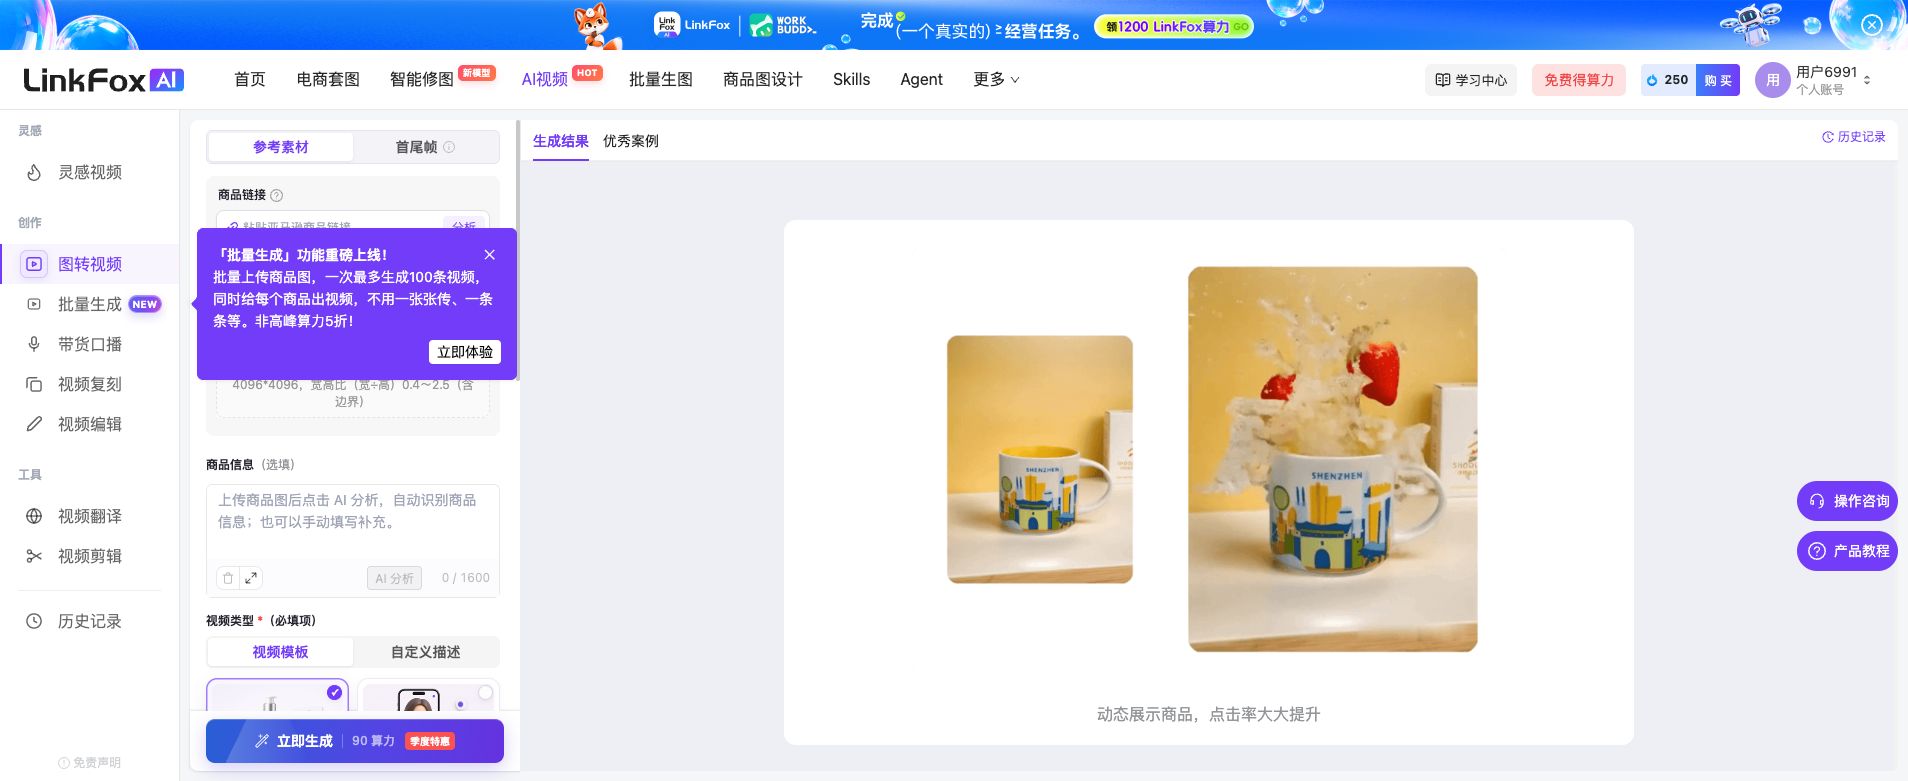 Link Fox AI LinkFox WORK BUDD>_ 完成 (一个真实的) 经营任务。 领1200 LinkFox算力 GO
LinkFox AI 首页 电商套图 智能修图 新模型 AI视频 HOT 批量生图 商品图设计 Skills Agent 更多 学习中心 免费得算力 250 购买 用 用户6991
个人账号
灵感
灵感视频
创作
图转视频
批量生成 NEW
带货口播
视频复刻
视频编辑
工具
视频翻译
视频剪辑
历史记录
免责声明
参考素材 首尾帧
商品链接
粘贴亚马逊商品链接 分析
「批量生成」功能重磅上线！
批量上传商品图，一次最多生成100条视频，
同时给每个商品出视频，不用一张张传、一条
条等。非高峰算力5折！
立即体验
4096*4096，宽高比（宽÷高）0.4～2.5（含
边界）
商品信息（选填）
上传商品图后点击 AI 分析，自动识别商品
信息；也可以手动填写补充。
AI 分析 0 / 1600
视频类型 *（必填项）
视频模板 自定义描述
立即生成 90 算力 季度特惠
生成结果 优秀案例 历史记录
SHENZHEN
SHENZHEN
动态展示商品，点击率大大提升
操作咨询
产品教程